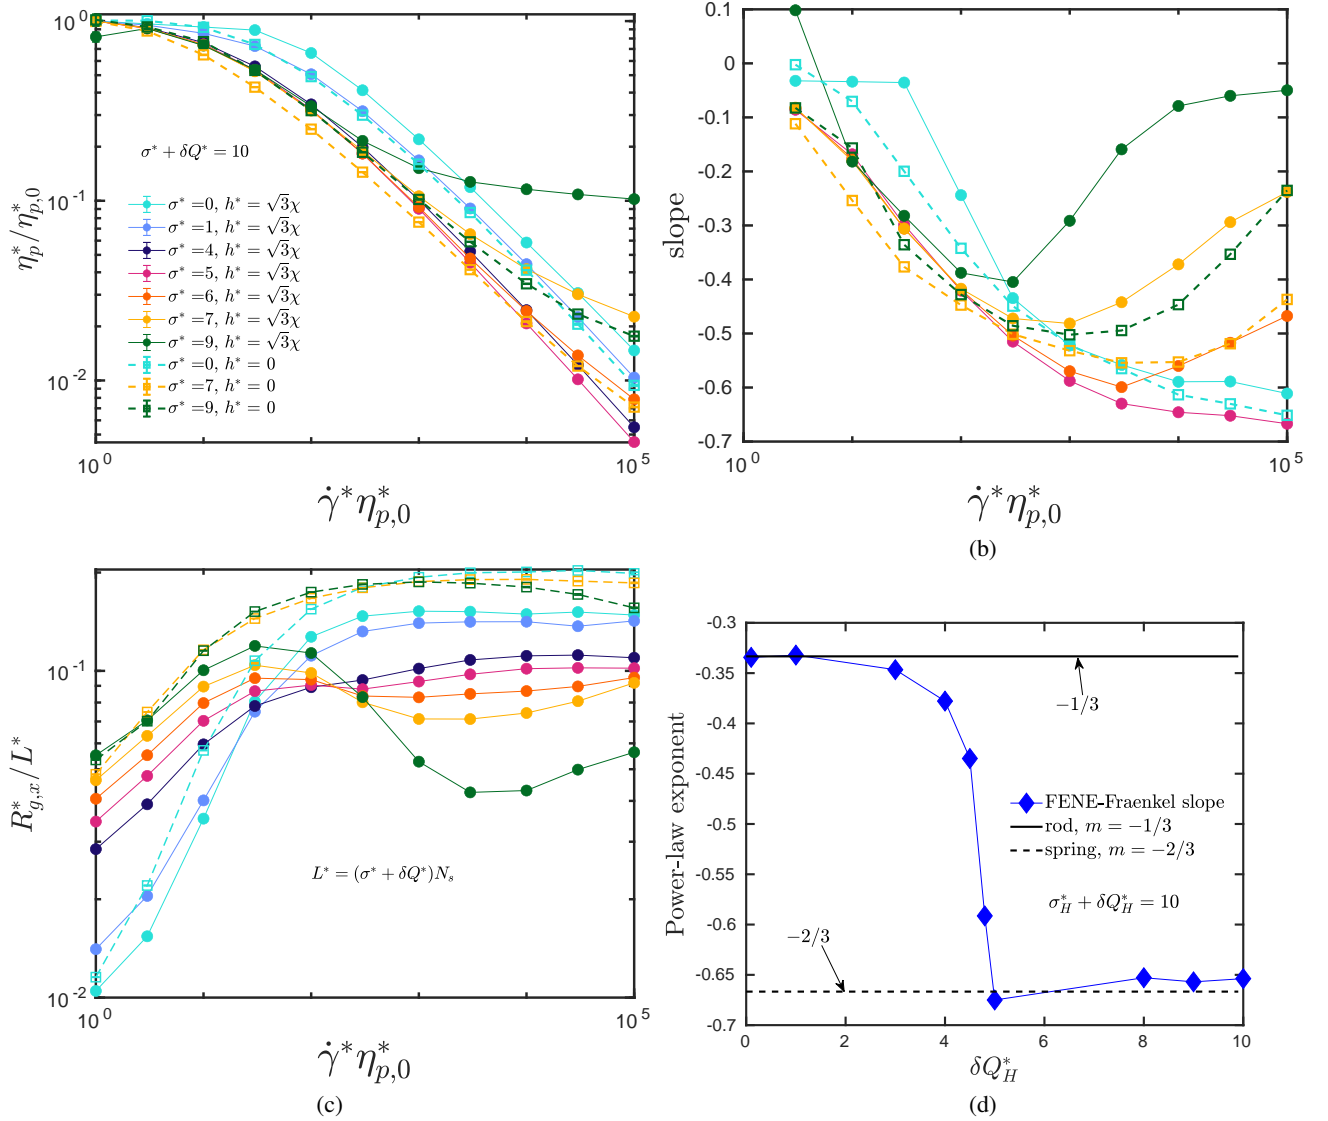 10^0
10^{-1}
10^{-2}
η*_p/η*_{p,0}
σ* + δQ* = 10
σ* =0, h* = √3χ
σ* =1, h* = √3χ
σ* =4, h* = √3χ
σ* =5, h* = √3χ
σ* =6, h* = √3χ
σ* =7, h* = √3χ
σ* =9, h* = √3χ
σ* =0, h* = 0
σ* =7, h* = 0
σ* =9, h* = 0
10^0 10^5
γ̇*η*_{p,0}
0.1
0
-0.1
-0.2
-0.3
-0.4
-0.5
-0.6
-0.7
slope
10^0 10^5
γ̇*η*_{p,0}
(b)
10^{-1}
10^{-2}
R*_{g,x}/L*
L* = (σ* + δQ*)N_s
10^0 10^5
γ̇*η*_{p,0}
(c)
-0.3
-0.35
-0.4
-0.45
-0.5
-0.55
-0.6
-0.65
-0.7
Power-law exponent
-1/3
FENE-Fraenkel slope
rod, m = −1/3
spring, m = −2/3
σ*_H + δQ*_H = 10
−2/3
0 2 4 6 8 10
δQ*_H
(d)